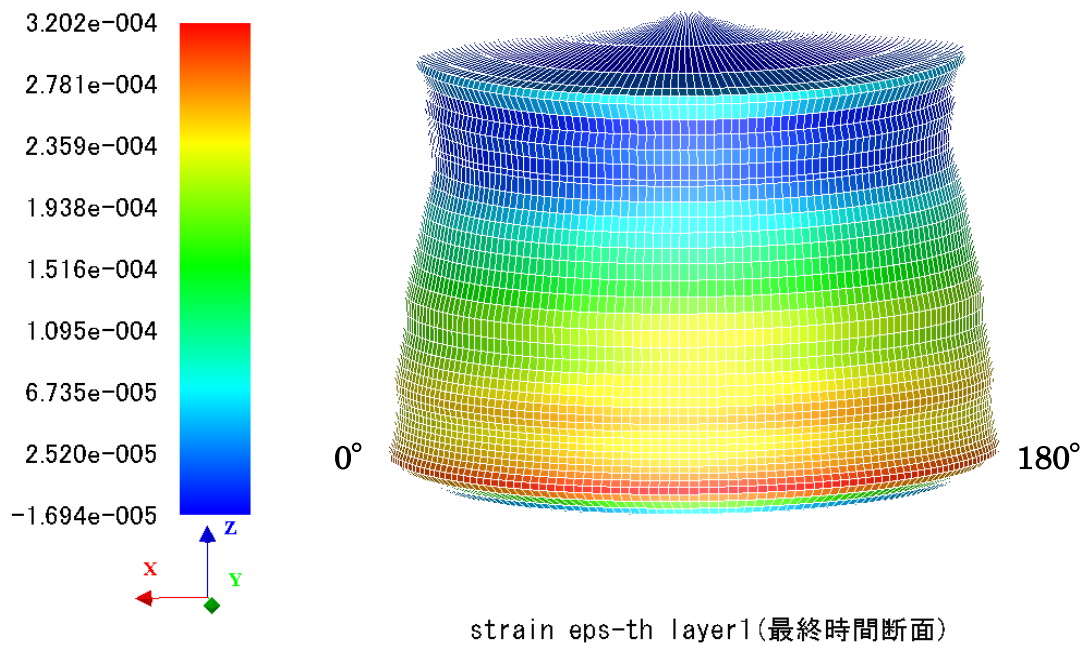 3.202e-004
2.781e-004
2.359e-004
1.938e-004
1.516e-004
1.095e-004
6.735e-005
2.520e-005
-1.694e-005
Z
X
Y
0°
180°
strain eps-th layer1(最終時間断面)